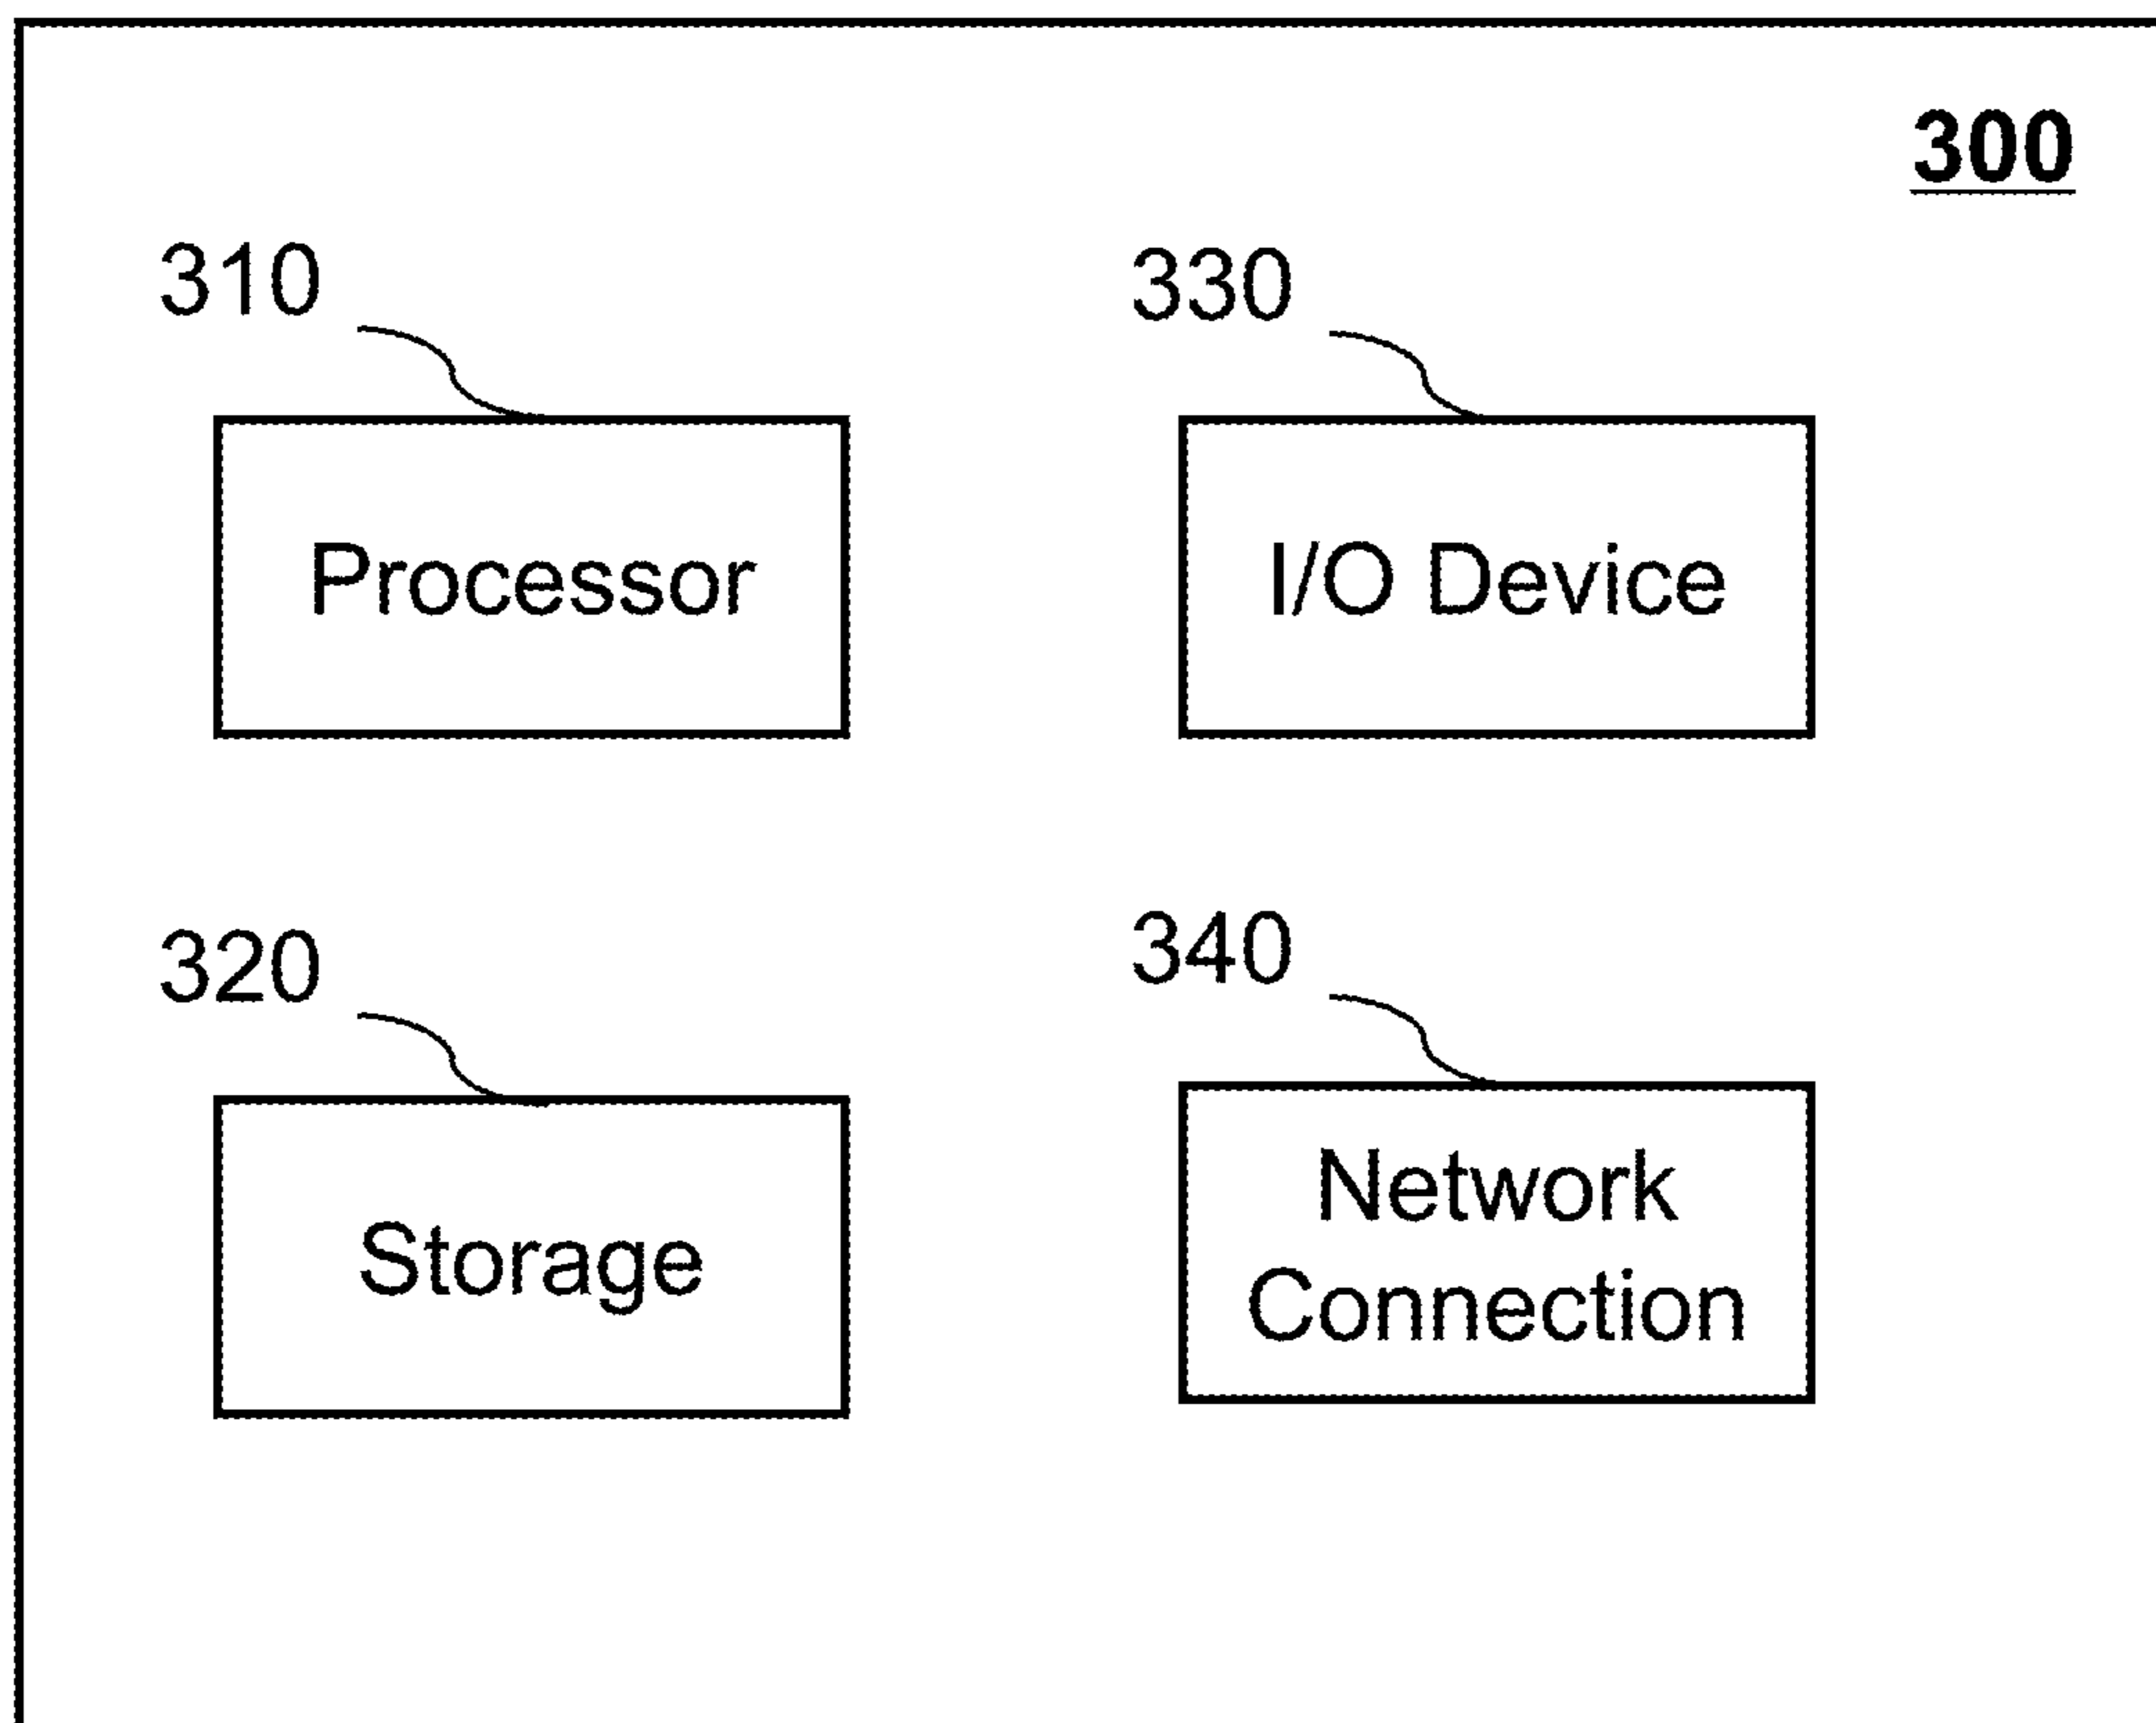 300
310
330
Processor
I/O Device
320
340
Storage
Network
Connection